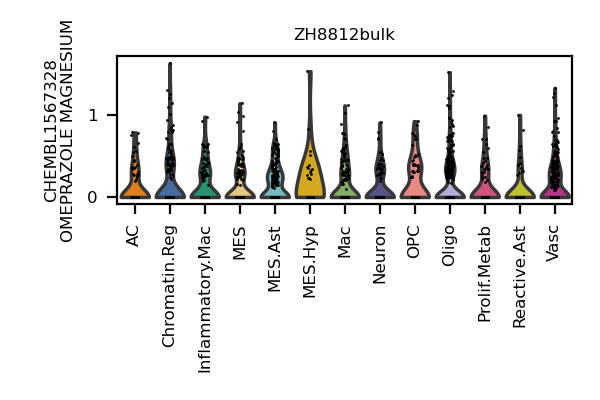 ZH8812bulk
CHEMBL1567328
OMEPRAZOLE MAGNESIUM
1
0
AC
Chromatin.Reg
Inflammatory.Mac
MES
MES.Ast
MES.Hyp
Mac
Neuron
OPC
Oligo
Prolif.Metab
Reactive.Ast
Vasc